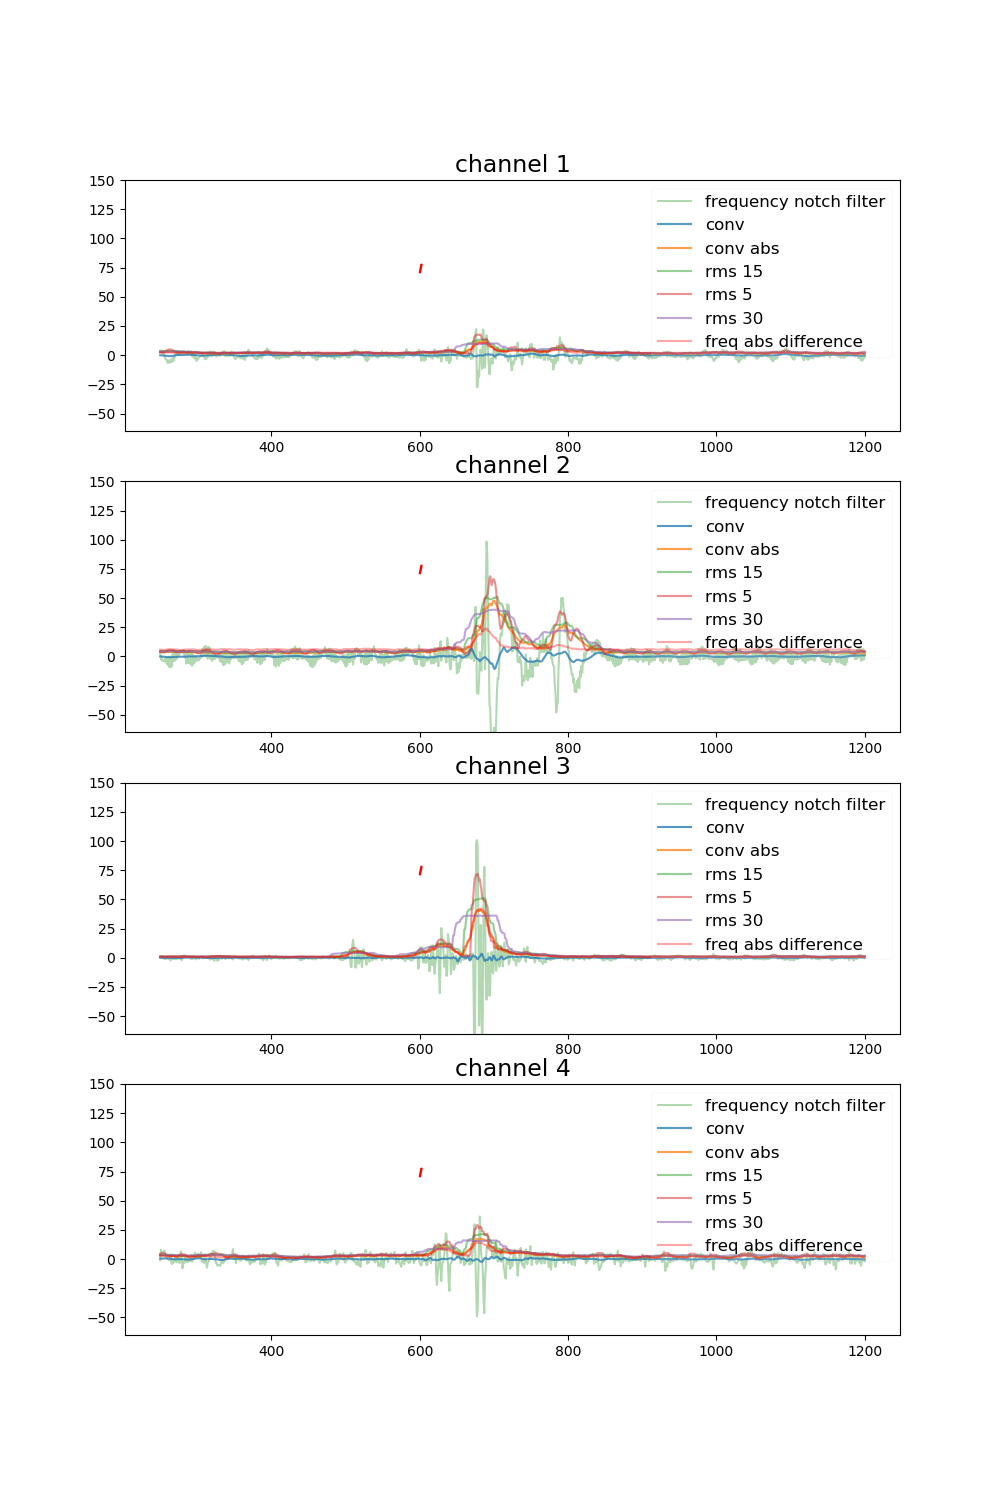 channel 1
150
125
100
75
50
25
0
−25
−50
frequency notch filter
conv
conv abs
rms 15
rms 5
rms 30
freq abs difference
400 600 800 1000 1200
channel 2
150
125
100
75
50
25
0
−25
−50
frequency notch filter
conv
conv abs
rms 15
rms 5
rms 30
freq abs difference
400 600 800 1000 1200
channel 3
150
125
100
75
50
25
0
−25
−50
frequency notch filter
conv
conv abs
rms 15
rms 5
rms 30
freq abs difference
400 600 800 1000 1200
channel 4
150
125
100
75
50
25
0
−25
−50
frequency notch filter
conv
conv abs
rms 15
rms 5
rms 30
freq abs difference
400 600 800 1000 1200